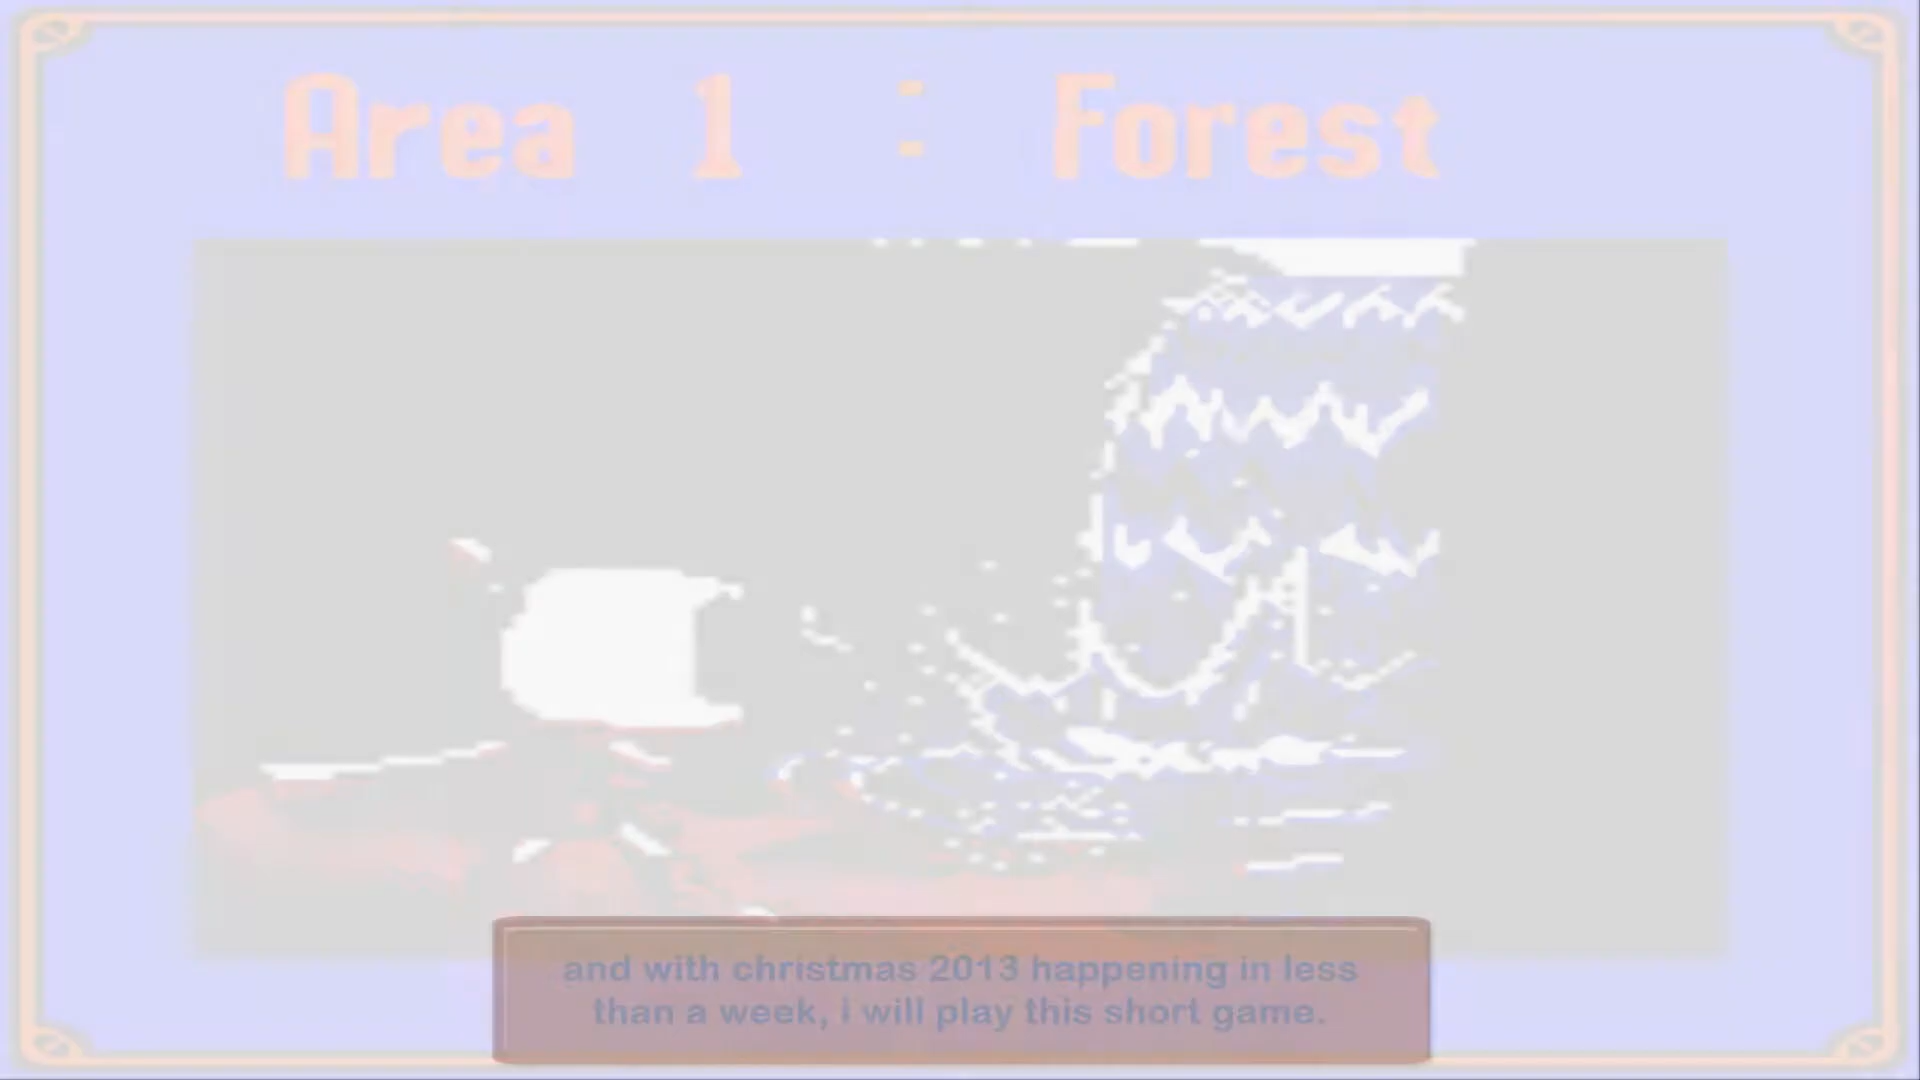 Area 1 : Forest
and with christmas 2013 happening in less
than a week, i will play this short game.